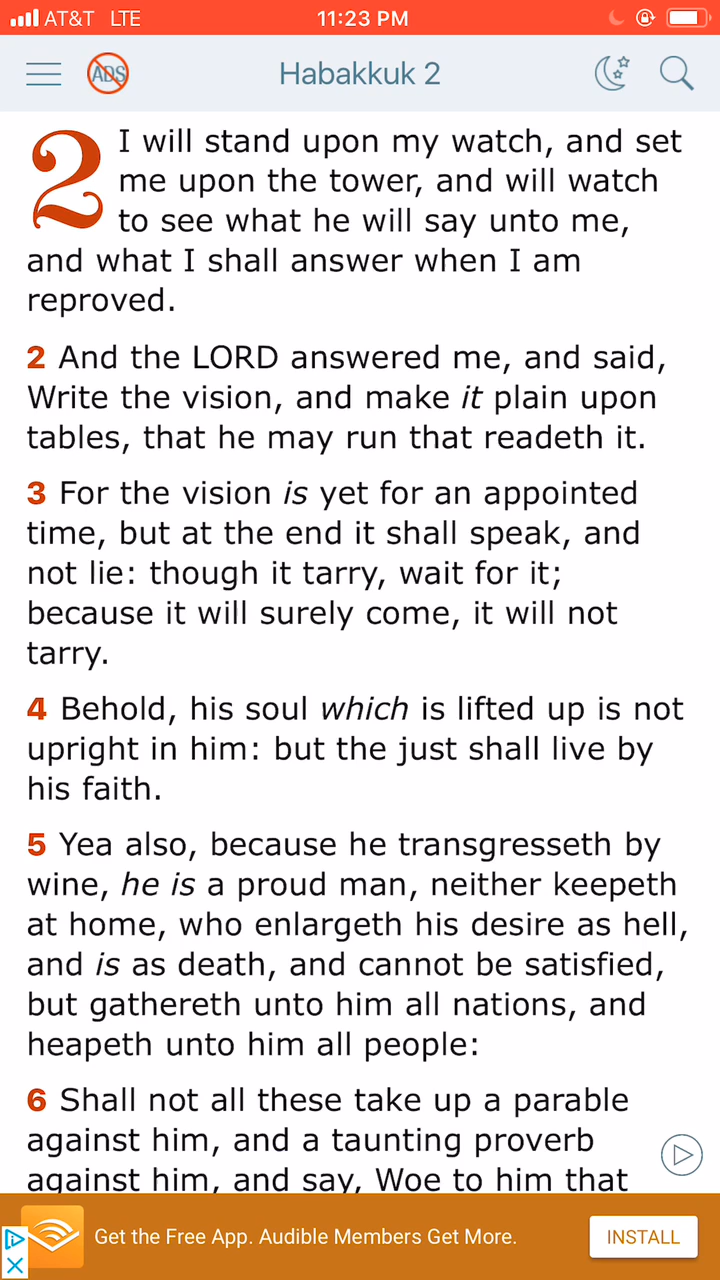 AT&T LTE 11:23 PM
ADS Habakkuk 2
2 I will stand upon my watch, and set
me upon the tower, and will watch
to see what he will say unto me,
and what I shall answer when I am
reproved.
2 And the LORD answered me, and said,
Write the vision, and make it plain upon
tables, that he may run that readeth it.
3 For the vision is yet for an appointed
time, but at the end it shall speak, and
not lie: though it tarry, wait for it;
because it will surely come, it will not
tarry.
4 Behold, his soul which is lifted up is not
upright in him: but the just shall live by
his faith.
5 Yea also, because he transgresseth by
wine, he is a proud man, neither keepeth
at home, who enlargeth his desire as hell,
and is as death, and cannot be satisfied,
but gathereth unto him all nations, and
heapeth unto him all people:
6 Shall not all these take up a parable
against him, and a taunting proverb
against him, and say, Woe to him that
Get the Free App. Audible Members Get More. INSTALL